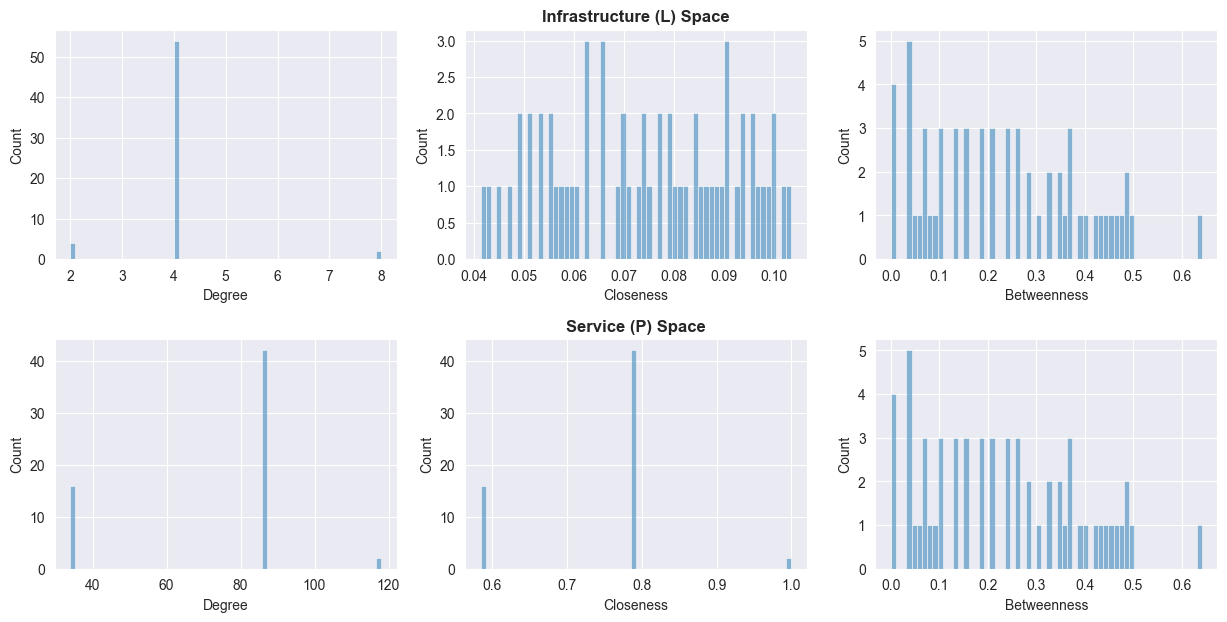 Infrastructure (L) Space
50
40
30
20
10
0
Count
2 3 4 5 6 7 8
Degree
3.0
2.5
2.0
1.5
1.0
0.5
0.0
Count
0.04 0.05 0.06 0.07 0.08 0.09 0.10
Closeness
5
4
3
2
1
0
Count
0.0 0.1 0.2 0.3 0.4 0.5 0.6
Betweenness
Service (P) Space
40
30
20
10
0
Count
40 60 80 100 120
Degree
40
30
20
10
0
Count
0.6 0.7 0.8 0.9 1.0
Closeness
5
4
3
2
1
0
Count
0.0 0.1 0.2 0.3 0.4 0.5 0.6
Betweenness